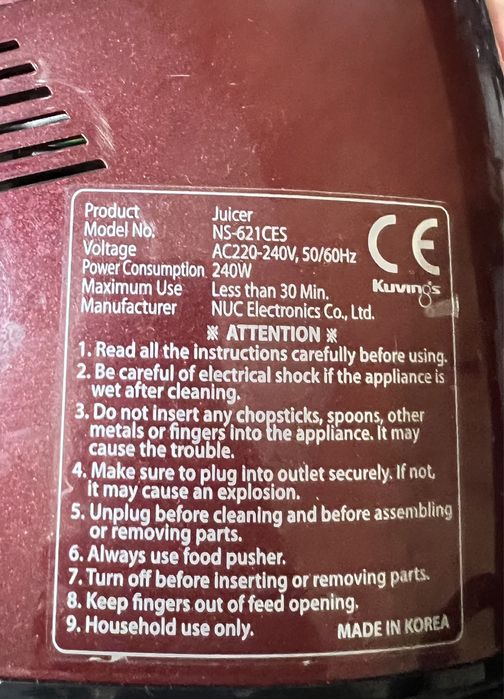 Product Juicer
Model No. NS-621CES
Voltage AC220-240V, 50/60Hz
Power Consumption 240W
Maximum Use Less than 30 Min.
Manufacturer NUC Electronics Co., Ltd.
CE
Kuvings
※ ATTENTION ※
1. Read all the instructions carefully before using.
2. Be careful of electrical shock if the appliance is
wet after cleaning.
3. Do not insert any chopsticks, spoons, other
metals or fingers into the appliance. It may
cause the trouble.
4. Make sure to plug into outlet securely. If not,
it may cause an explosion.
5. Unplug before cleaning and before assembling
or removing parts.
6. Always use food pusher.
7. Turn off before inserting or removing parts.
8. Keep fingers out of feed opening.
9. Household use only.
MADE IN KOREA